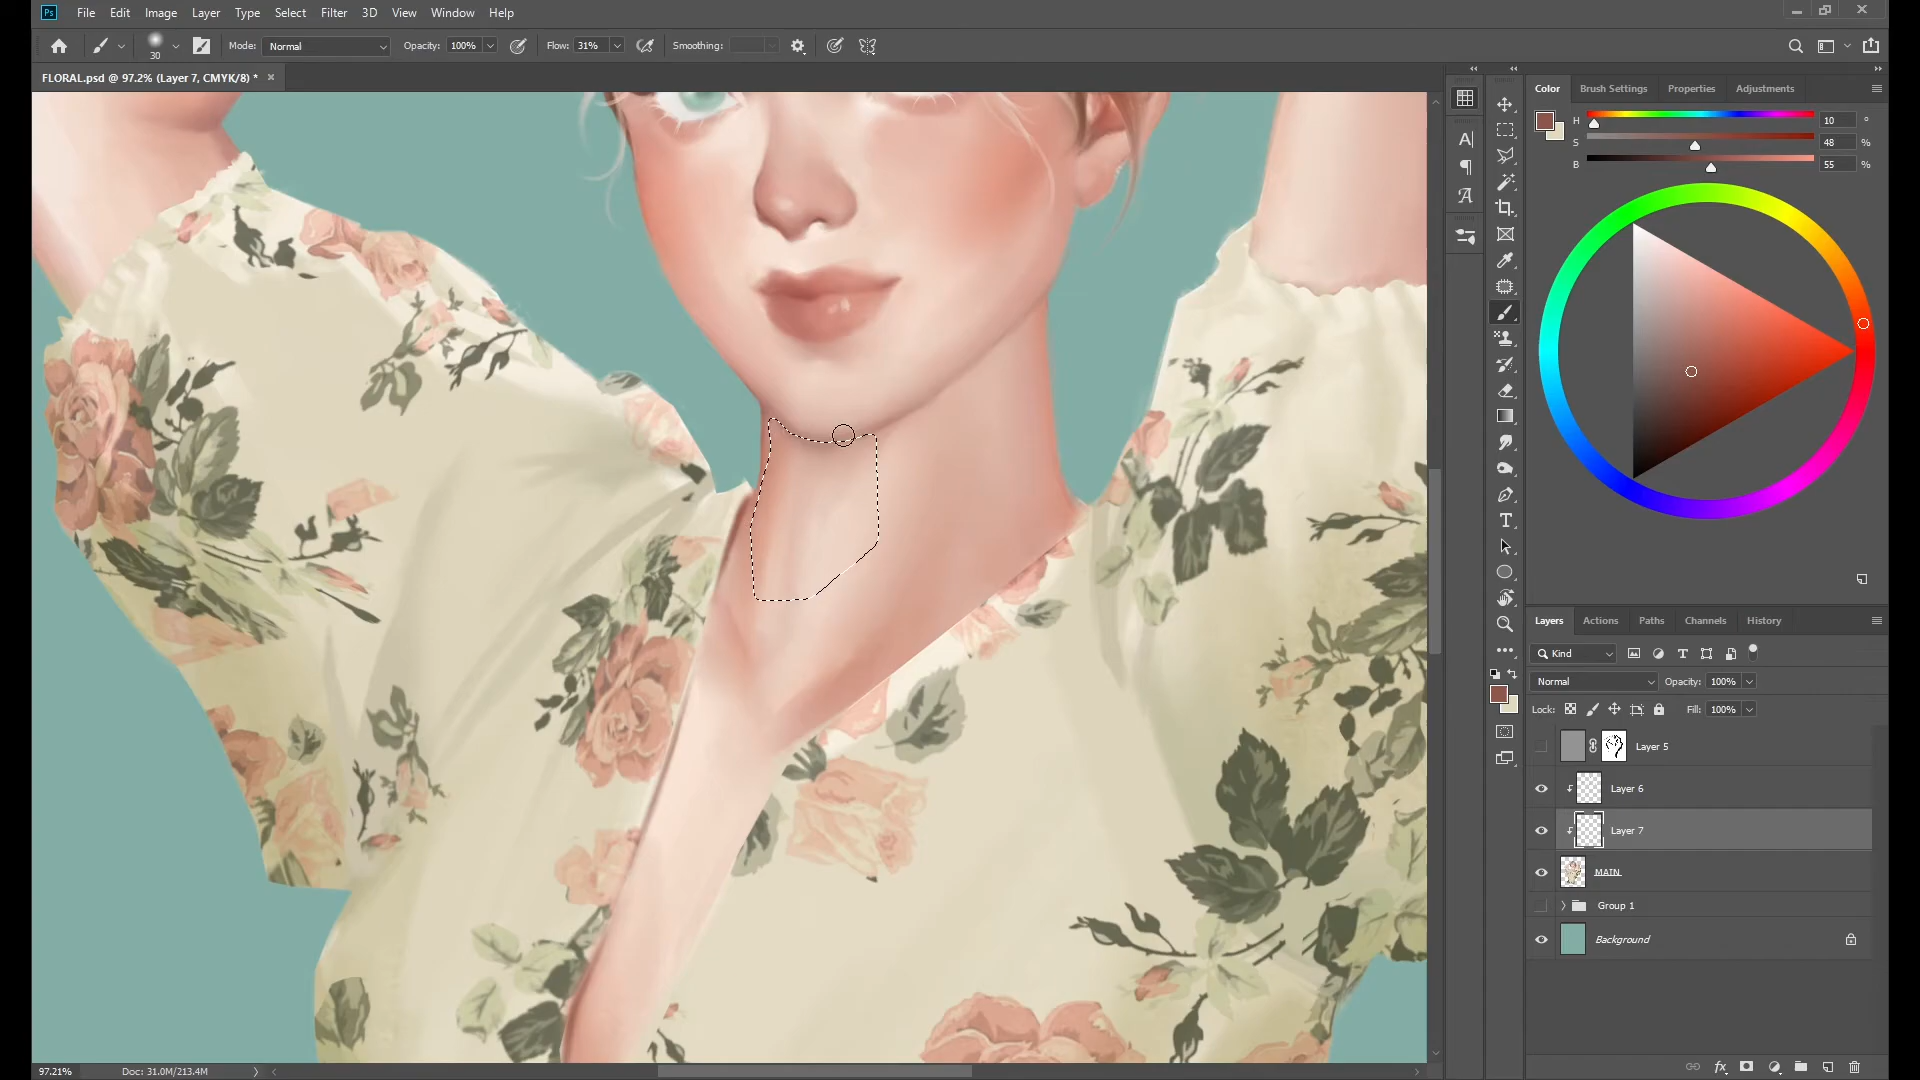 Ps File Edit Image Layer Type Select Filter 3D View Window Help
30 Mode: Normal Opacity: 100% Flow: 31% Smoothing:
FLORAL.psd @ 97.2% (Layer 7, CMYK/8) * ×
Color Brush Settings Properties Adjustments
H 10 °
S 48 %
B 55 %
Layers Actions Paths Channels History
Kind
Normal Opacity: 100%
Lock: Fill: 100%
Layer 5
Layer 6
Layer 7
MAIN
Group 1
Background
97.21% Doc: 31.0M/213.4M